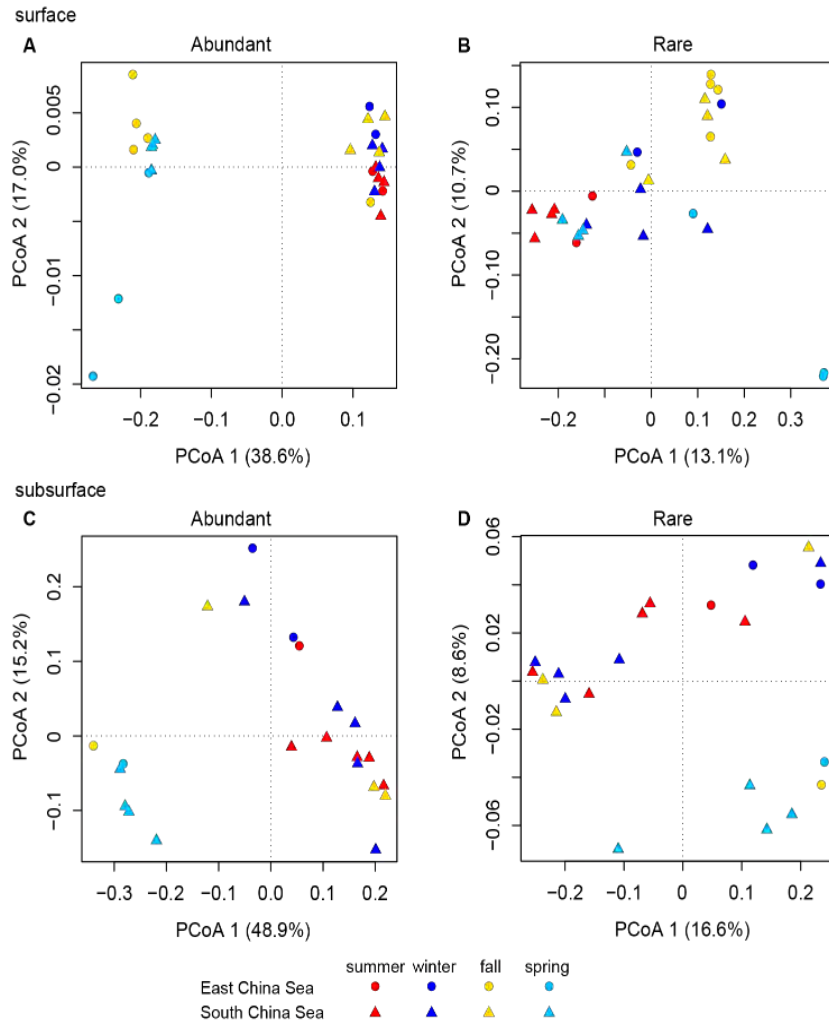 surface
A Abundant
0.005
0
−0.01
−0.02
PCoA 2 (17.0%)
−0.2 −0.1 0.0 0.1
PCoA 1 (38.6%)
B Rare
0.10
0
−0.10
−0.20
PCoA 2 (10.7%)
−0.2 0 0.1 0.2 0.3
PCoA 1 (13.1%)
subsurface
C Abundant
0.2
0.1
0
−0.1
PCoA 2 (15.2%)
−0.3 −0.2 −0.1 0 0.1 0.2
PCoA 1 (48.9%)
D Rare
0.06
0.02
−0.02
−0.06
PCoA 2 (8.6%)
−0.2 −0.1 0 0.1 0.2
PCoA 1 (16.6%)
summer winter fall spring
East China Sea
South China Sea